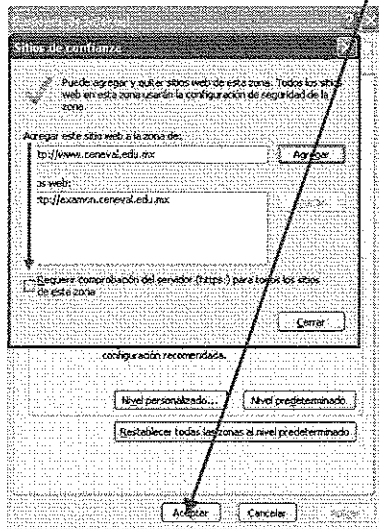 Sitios de confianza
Puede agregar y quitar sitios web de esta zona. Todos los sitios
web en esta zona usarán la configuración de seguridad de la
zona.
Agregar este sitio web a la zona de:
tp://www.ceneval.edu.mx
Agregar
os web:
tp://examen.ceneval.edu.mx
Requerir comprobación del servidor (https:) para todos los sitios
de esta zona
Cerrar
configuración recomendada.
Nivel personalizado...
Nivel predeterminado
Restablecer todas las zonas al nivel predeterminado
Aceptar
Cancelar
Aplicar